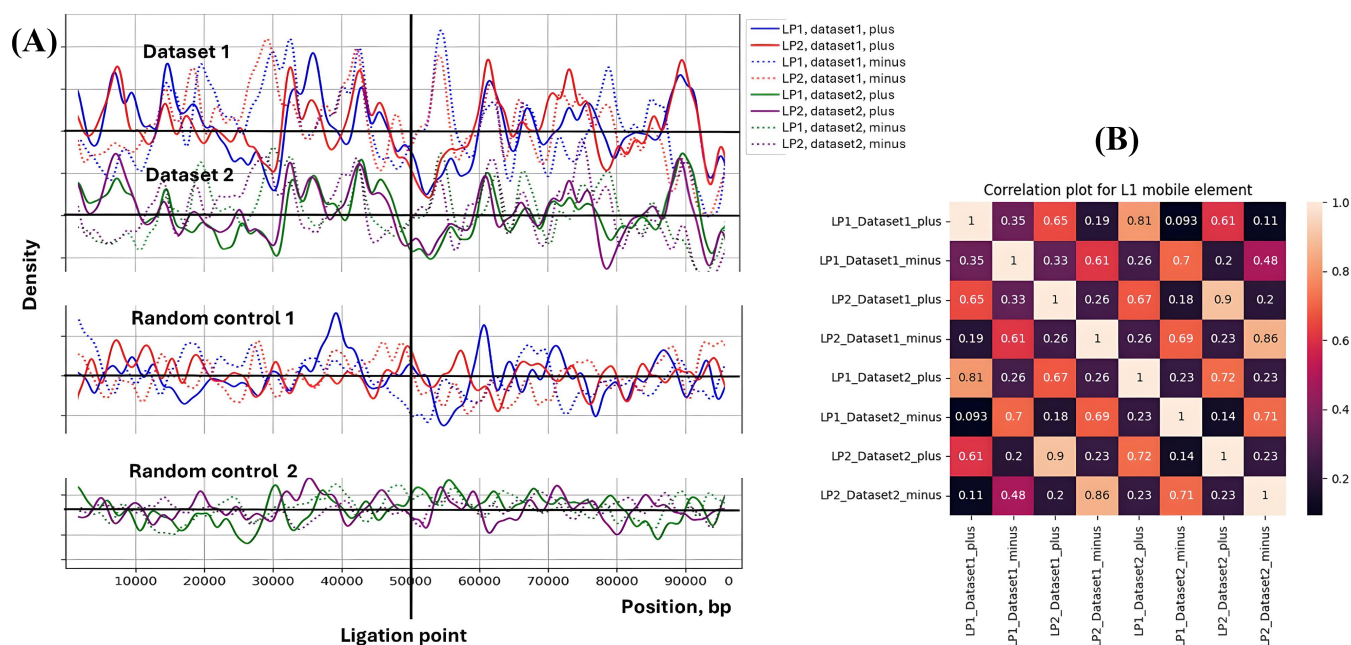 (A)
Dataset 1
Dataset 2
Density
Random control 1
Random control 2
10000 20000 30000 40000 50000 60000 70000 80000 90000 0
Position, bp
Ligation point
LP1, dataset1, plus
LP2, dataset1, plus
LP1, dataset1, minus
LP2, dataset1, minus
LP1, dataset2, plus
LP2, dataset2, plus
LP1, dataset2, minus
LP2, dataset2, minus
(B)
Correlation plot for L1 mobile element
LP1_Dataset1_plus 1 0.35 0.65 0.19 0.81 0.093 0.61 0.11
LP1_Dataset1_minus 0.35 1 0.33 0.61 0.26 0.7 0.2 0.48
LP2_Dataset1_plus 0.65 0.33 1 0.26 0.67 0.18 0.9 0.2
LP2_Dataset1_minus 0.19 0.61 0.26 1 0.26 0.69 0.23 0.86
LP1_Dataset2_plus 0.81 0.26 0.67 0.26 1 0.23 0.72 0.23
LP1_Dataset2_minus 0.093 0.7 0.18 0.69 0.23 1 0.14 0.71
LP2_Dataset2_plus 0.61 0.2 0.9 0.23 0.72 0.14 1 0.23
LP2_Dataset2_minus 0.11 0.48 0.2 0.86 0.23 0.71 0.23 1
LP1_Dataset1_plus
LP1_Dataset1_minus
LP2_Dataset1_plus
LP2_Dataset1_minus
LP1_Dataset2_plus
LP1_Dataset2_minus
LP2_Dataset2_plus
LP2_Dataset2_minus
1.0
0.8
0.6
0.4
0.2